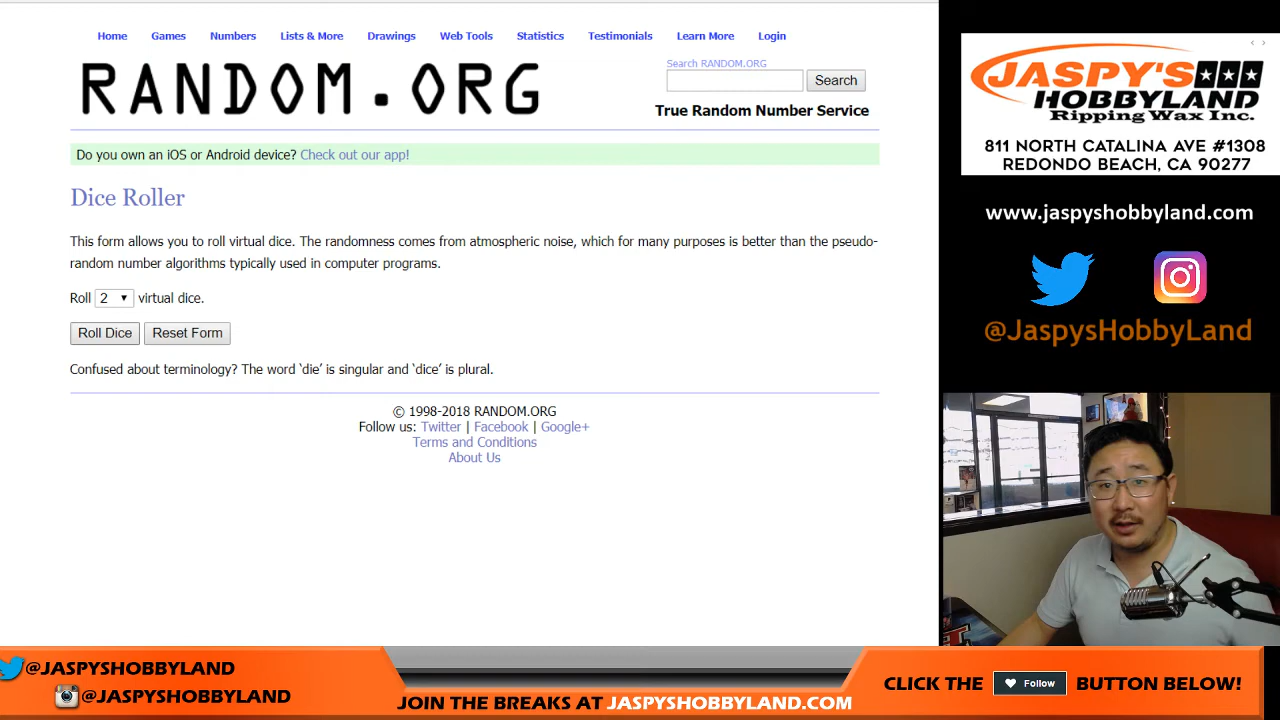 Home Games Numbers Lists & More Drawings Web Tools Statistics Testimonials Learn More Login
RANDOM.ORG
Search RANDOM.ORG
Search
True Random Number Service
Do you own an iOS or Android device? Check out our app!
Dice Roller
This form allows you to roll virtual dice. The randomness comes from atmospheric noise, which for many purposes is better than the pseudo-
random number algorithms typically used in computer programs.
Roll 2 virtual dice.
Roll Dice Reset Form
Confused about terminology? The word ‘die’ is singular and ‘dice’ is plural.
© 1998-2018 RANDOM.ORG
Follow us: Twitter | Facebook | Google+
Terms and Conditions
About Us
JASPY'S
HOBBYLAND
Ripping Wax Inc.
811 NORTH CATALINA AVE #1308
REDONDO BEACH, CA 90277
www.jaspyshobbyland.com
@JaspysHobbyLand
@JASPYSHOBBYLAND
@JASPYSHOBBYLAND
JOIN THE BREAKS AT JASPYSHOBBYLAND.COM
CLICK THE Follow BUTTON BELOW!